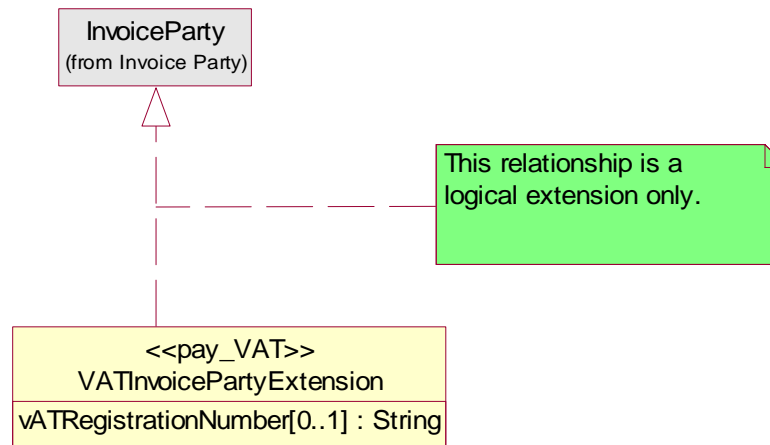 InvoiceParty
(from Invoice Party)
This relationship is a
logical extension only.
<<pay_VAT>>
VATInvoicePartyExtension
vATRegistrationNumber[0..1] : String